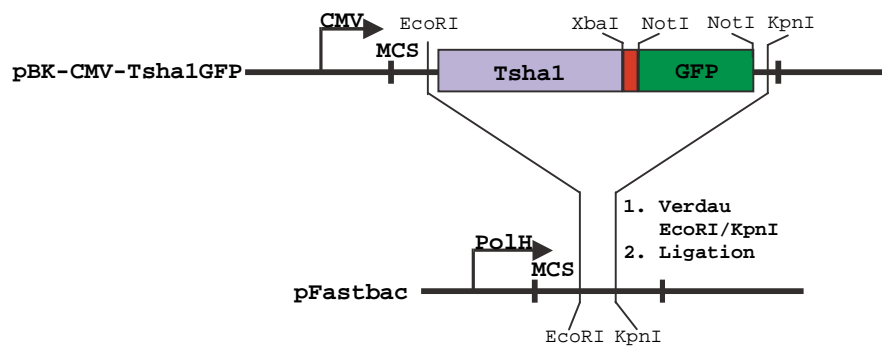 CMV EcoRI XbaI NotI NotI KpnI
MCS
pBK-CMV-Tsha1GFP Tsha1 GFP
1. Verdau
EcoRI/KpnI
2. Ligation
PolH
MCS
pFastbac
EcoRI KpnI